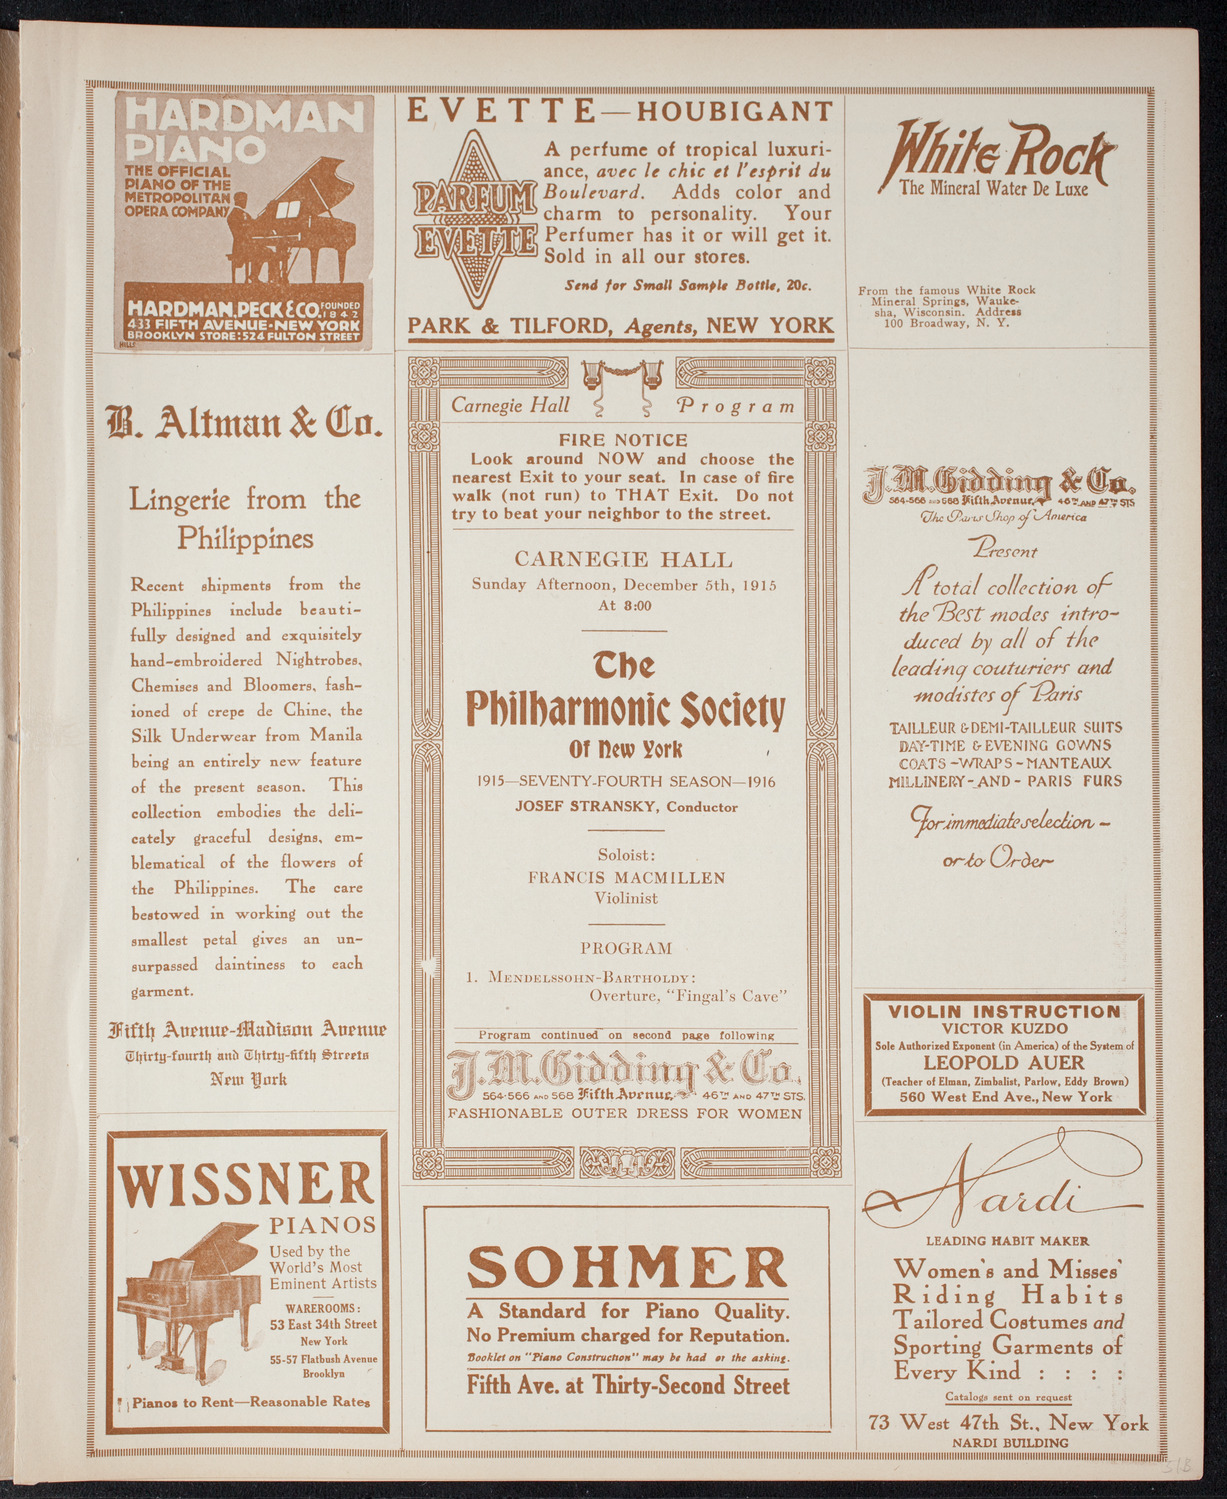 HARDMAN
PIANO
THE OFFICIAL
PIANO OF THE
METROPOLITAN
OPERA COMPANY
HARDMAN, PECK & CO. FOUNDED 1842
433 FIFTH AVENUE - NEW YORK
BROOKLYN STORE: 524 FULTON STREET
B. Altman & Co.
Lingerie from the
Philippines
Recent shipments from the
Philippines include beauti-
fully designed and exquisitely
hand-embroidered Nightrobes,
Chemises and Bloomers, fash-
ioned of crepe de Chine, the
Silk Underwear from Manila
being an entirely new feature
of the present season. This
collection embodies the deli-
cately graceful designs, em-
blematical of the flowers of
the Philippines. The care
bestowed in working out the
smallest petal gives an un-
surpassed daintiness to each
garment.
Fifth Avenue-Madison Avenue
Thirty-fourth and Thirty-fifth Streets
New York
WISSNER
PIANOS
Used by the
World's Most
Eminent Artists
WAREROOMS:
53 East 34th Street
New York
55-57 Flatbush Avenue
Brooklyn
Pianos to Rent—Reasonable Rates
EVETTE—HOUBIGANT
PARFUM
EVETTE
A perfume of tropical luxuri-
ance, avec le chic et l'esprit du
Boulevard. Adds color and
charm to personality. Your
Perfumer has it or will get it.
Sold in all our stores.
Send for Small Sample Bottle, 20c.
PARK & TILFORD, Agents, NEW YORK
Carnegie Hall Program
FIRE NOTICE
Look around NOW and choose the
nearest Exit to your seat. In case of fire
walk (not run) to THAT Exit. Do not
try to beat your neighbor to the street.
CARNEGIE HALL
Sunday Afternoon, December 5th, 1915
At 3:00
The
Philharmonic Society
Of New York
1915—SEVENTY-FOURTH SEASON—1916
JOSEF STRANSKY, Conductor
Soloist:
FRANCIS MACMILLEN
Violinist
PROGRAM
1. MENDELSSOHN-BARTHOLDY:
Overture, "Fingal's Cave"
Program continued on second page following
J.M. Gidding & Co.
564-566 AND 568 Fifth Avenue, 46TH AND 47TH STS.
FASHIONABLE OUTER DRESS FOR WOMEN
SOHMER
A Standard for Piano Quality.
No Premium charged for Reputation.
Booklet on "Piano Construction" may be had at the asking.
Fifth Ave. at Thirty-Second Street
White Rock
The Mineral Water De Luxe
From the famous White Rock
Mineral Springs, Wauke-
sha, Wisconsin. Address
100 Broadway, N. Y.
J.M. Gidding & Co.
564-566 AND 568 Fifth Avenue, 46TH AND 47TH STS
The Paris Shop of America
Present
A total collection of
the Best modes intro-
duced by all of the
leading couturiers and
modistes of Paris
TAILLEUR & DEMI-TAILLEUR SUITS
DAY-TIME & EVENING GOWNS
COATS - WRAPS - MANTEAUX
MILLINERY - AND - PARIS FURS
For immediate selection -
or to Order
VIOLIN INSTRUCTION
VICTOR KUZDO
Sole Authorized Exponent (in America) of the System of
LEOPOLD AUER
(Teacher of Elman, Zimbalist, Parlow, Eddy Brown)
560 West End Ave., New York
Nardi
LEADING HABIT MAKER
Women's and Misses'
Riding Habits
Tailored Costumes and
Sporting Garments of
Every Kind : : : :
Catalogs sent on request
73 West 47th St., New York
NARDI BUILDING